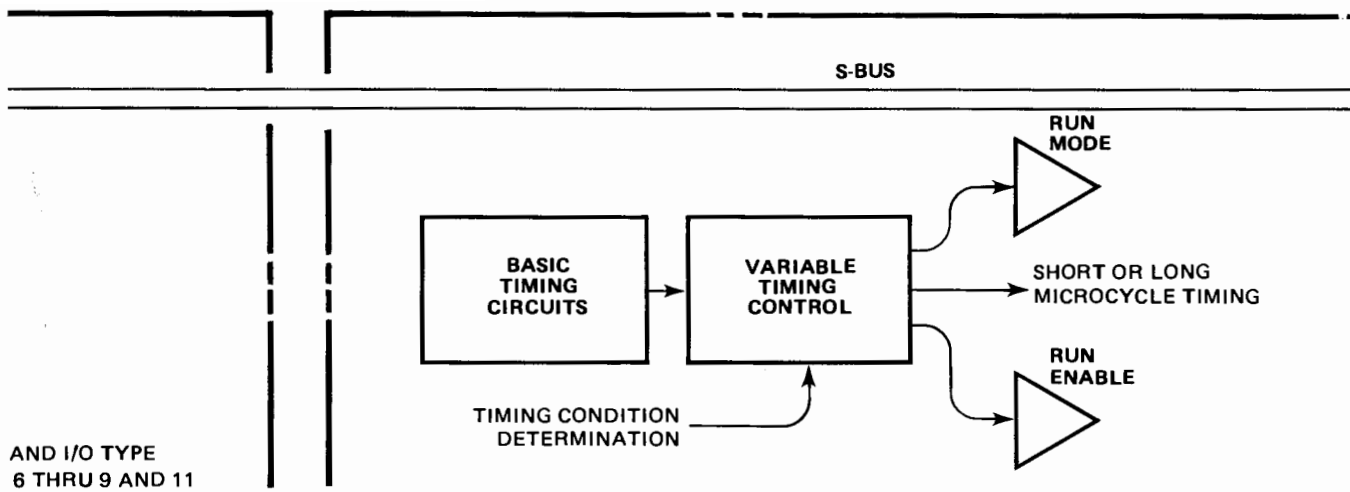 S-BUS
RUN
MODE
BASIC
TIMING
CIRCUITS
VARIABLE
TIMING
CONTROL
SHORT OR LONG
MICROCYCLE TIMING
RUN
ENABLE
TIMING CONDITION
DETERMINATION
AND I/O TYPE
6 THRU 9 AND 11